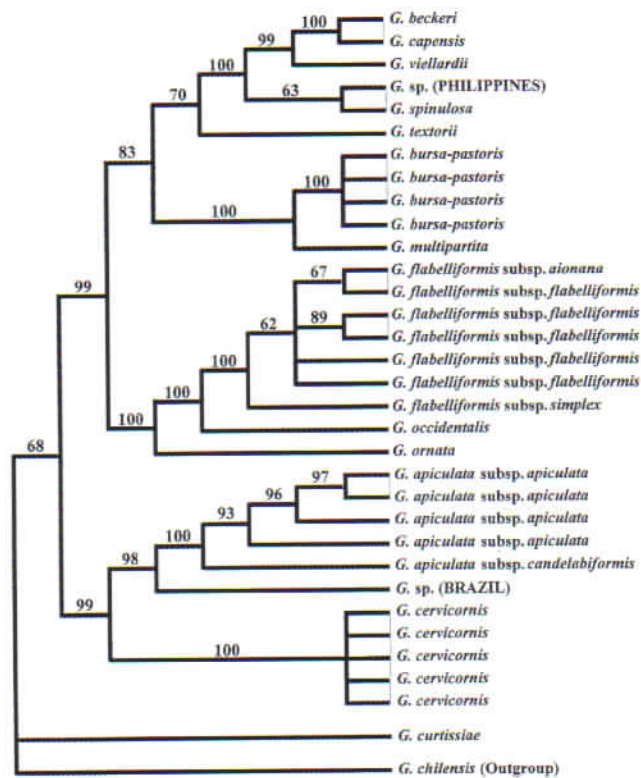 100
G. beckeri
G. capensis
99
G. viellardii
100
63
G. sp. (PHILIPPINES)
G. spinulosa
70
G. textorii
83
100
G. bursa-pastoris
G. bursa-pastoris
G. bursa-pastoris
G. bursa-pastoris
100
G. multipartita
99
67
G. flabelliformis subsp. aionana
G. flabelliformis subsp. flabelliformis
89
G. flabelliformis subsp. flabelliformis
G. flabelliformis subsp. flabelliformis
62
G. flabelliformis subsp. flabelliformis
G. flabelliformis subsp. flabelliformis
100
G. flabelliformis subsp. simplex
100
G. occidentalis
100
G. ornata
68
97
G. apiculata subsp. apiculata
G. apiculata subsp. apiculata
96
G. apiculata subsp. apiculata
93
G. apiculata subsp. apiculata
100
G. apiculata subsp. candelabiformis
98
G. sp. (BRAZIL)
99
G. cervicornis
G. cervicornis
100
G. cervicornis
G. cervicornis
G. cervicornis
G. curtissiae
G. chilensis (Outgroup)